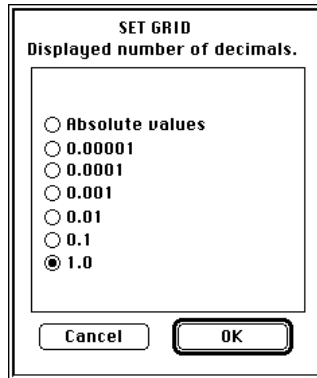 SET GRID
Displayed number of decimals.
Absolute values
0.00001
0.0001
0.001
0.01
0.1
1.0
Cancel OK